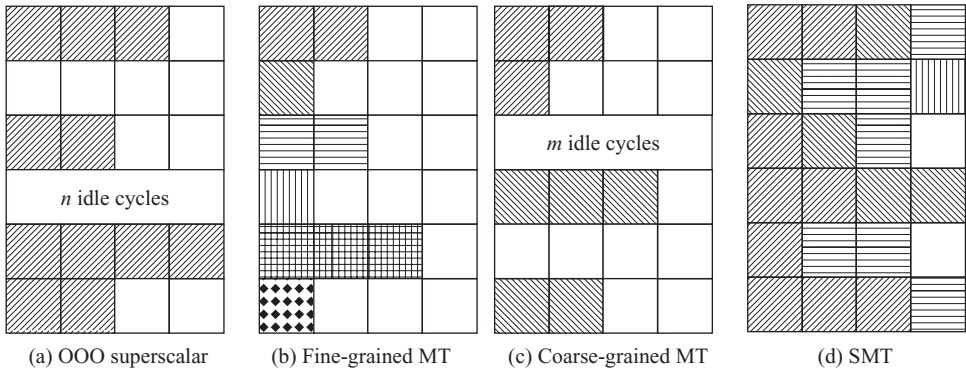 m idle cycles
n idle cycles
(a) OOO superscalar
(b) Fine-grained MT
(c) Coarse-grained MT
(d) SMT